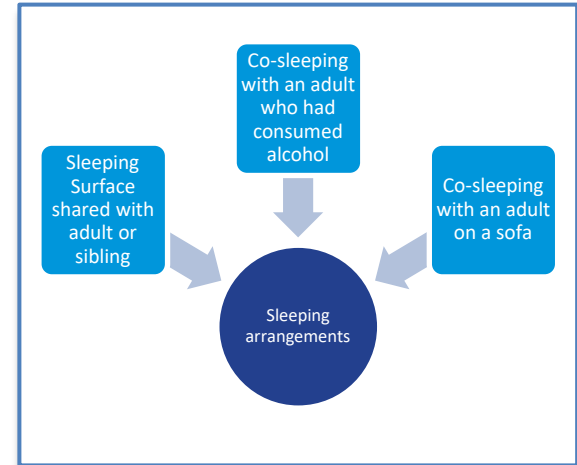 Co-sleeping
with an adult
who had
consumed
alcohol
Sleeping
Surface
shared with
adult or
sibling
Co-sleeping
with an adult
on a sofa
Sleeping
arrangements